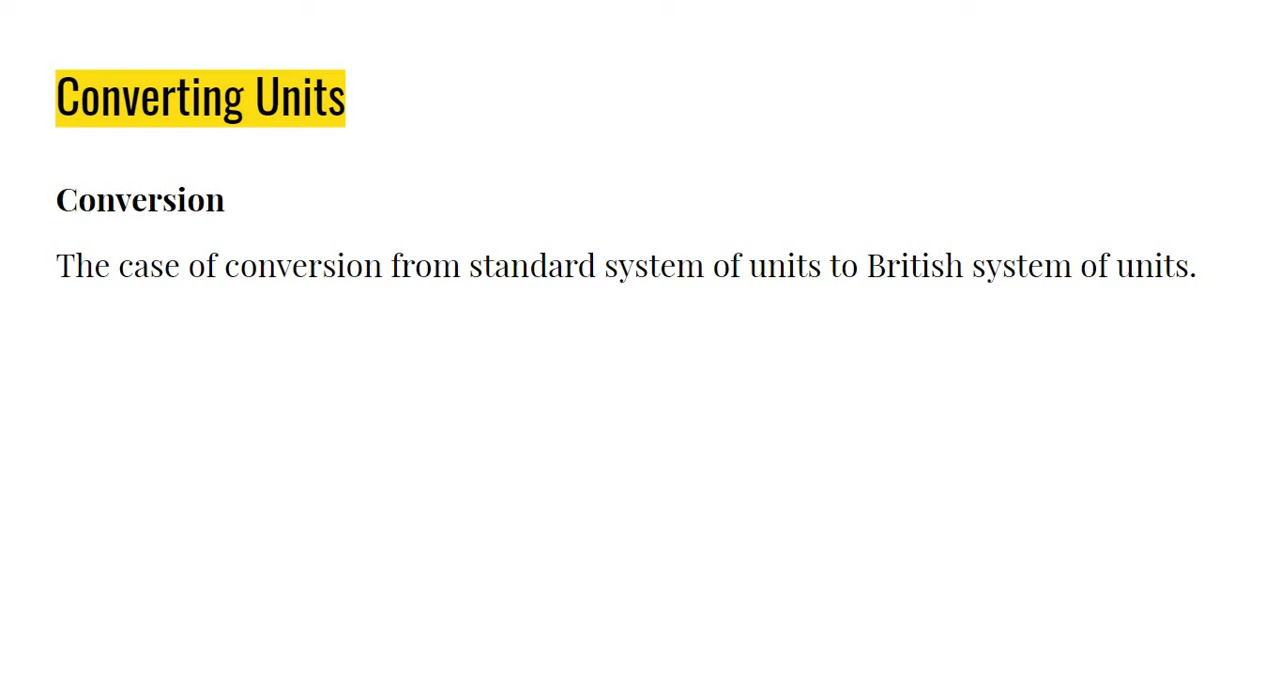 Converting Units
Conversion
The case of conversion from standard system of units to British system of units.